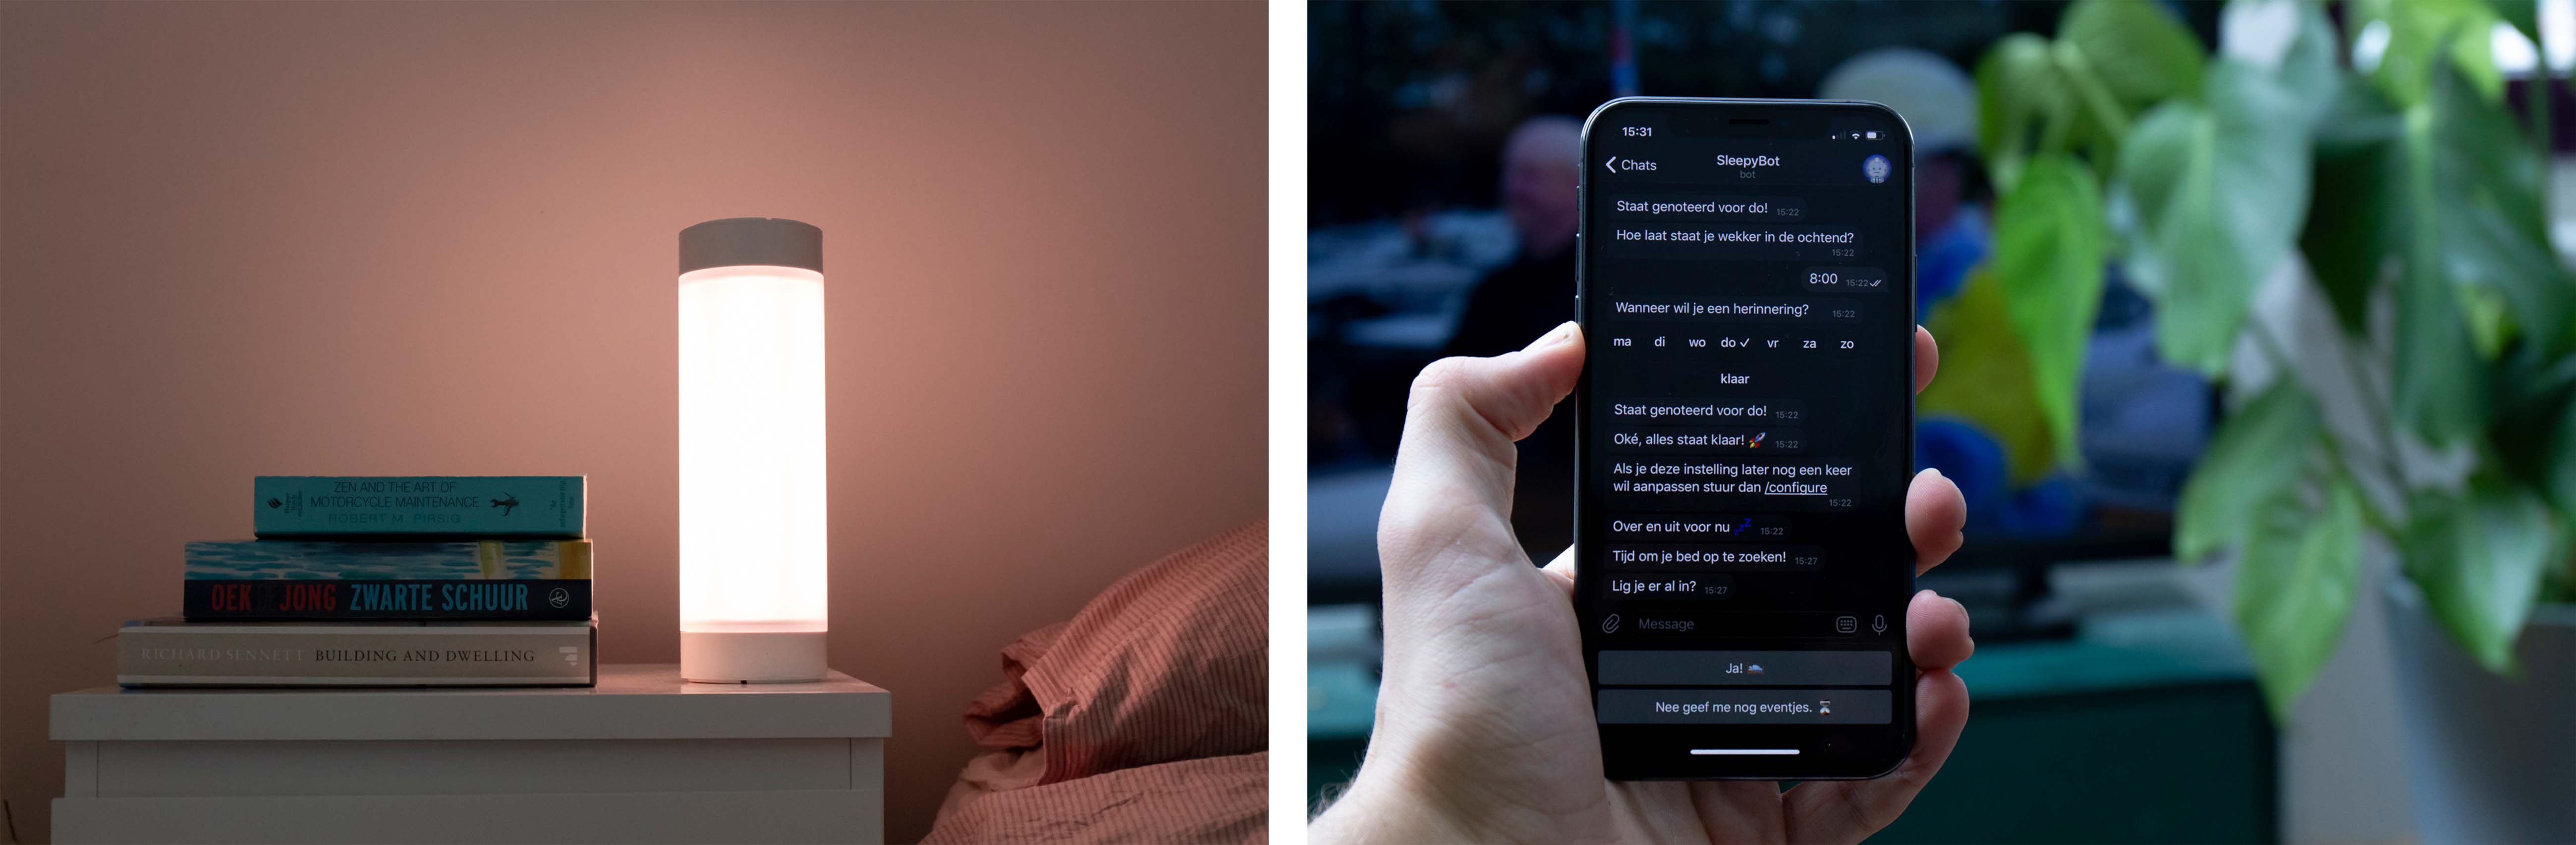 ZEN AND THE ART OF
MOTORCYCLE MAINTENANCE
ROBERT M. PIRSIG
OEK DE JONG ZWARTE SCHUUR
RICHARD SENNETT BUILDING AND DWELLING
15:31
Chats
SleepyBot
bot
Staat genoteerd voor do! 15:22
Hoe laat staat je wekker in de ochtend?
15:22
8:00 15:22
Wanneer wil je een herinnering? 15:22
ma di wo do ✓ vr za zo
klaar
Staat genoteerd voor do! 15:22
Oké, alles staat klaar! 🚀 15:22
Als je deze instelling later nog een keer
wil aanpassen stuur dan /configure
15:22
Over en uit voor nu 💤 15:22
Tijd om je bed op te zoeken! 15:27
Lig je er al in? 15:27
Message
Ja! 🛌
Nee geef me nog eventjes. ⏳